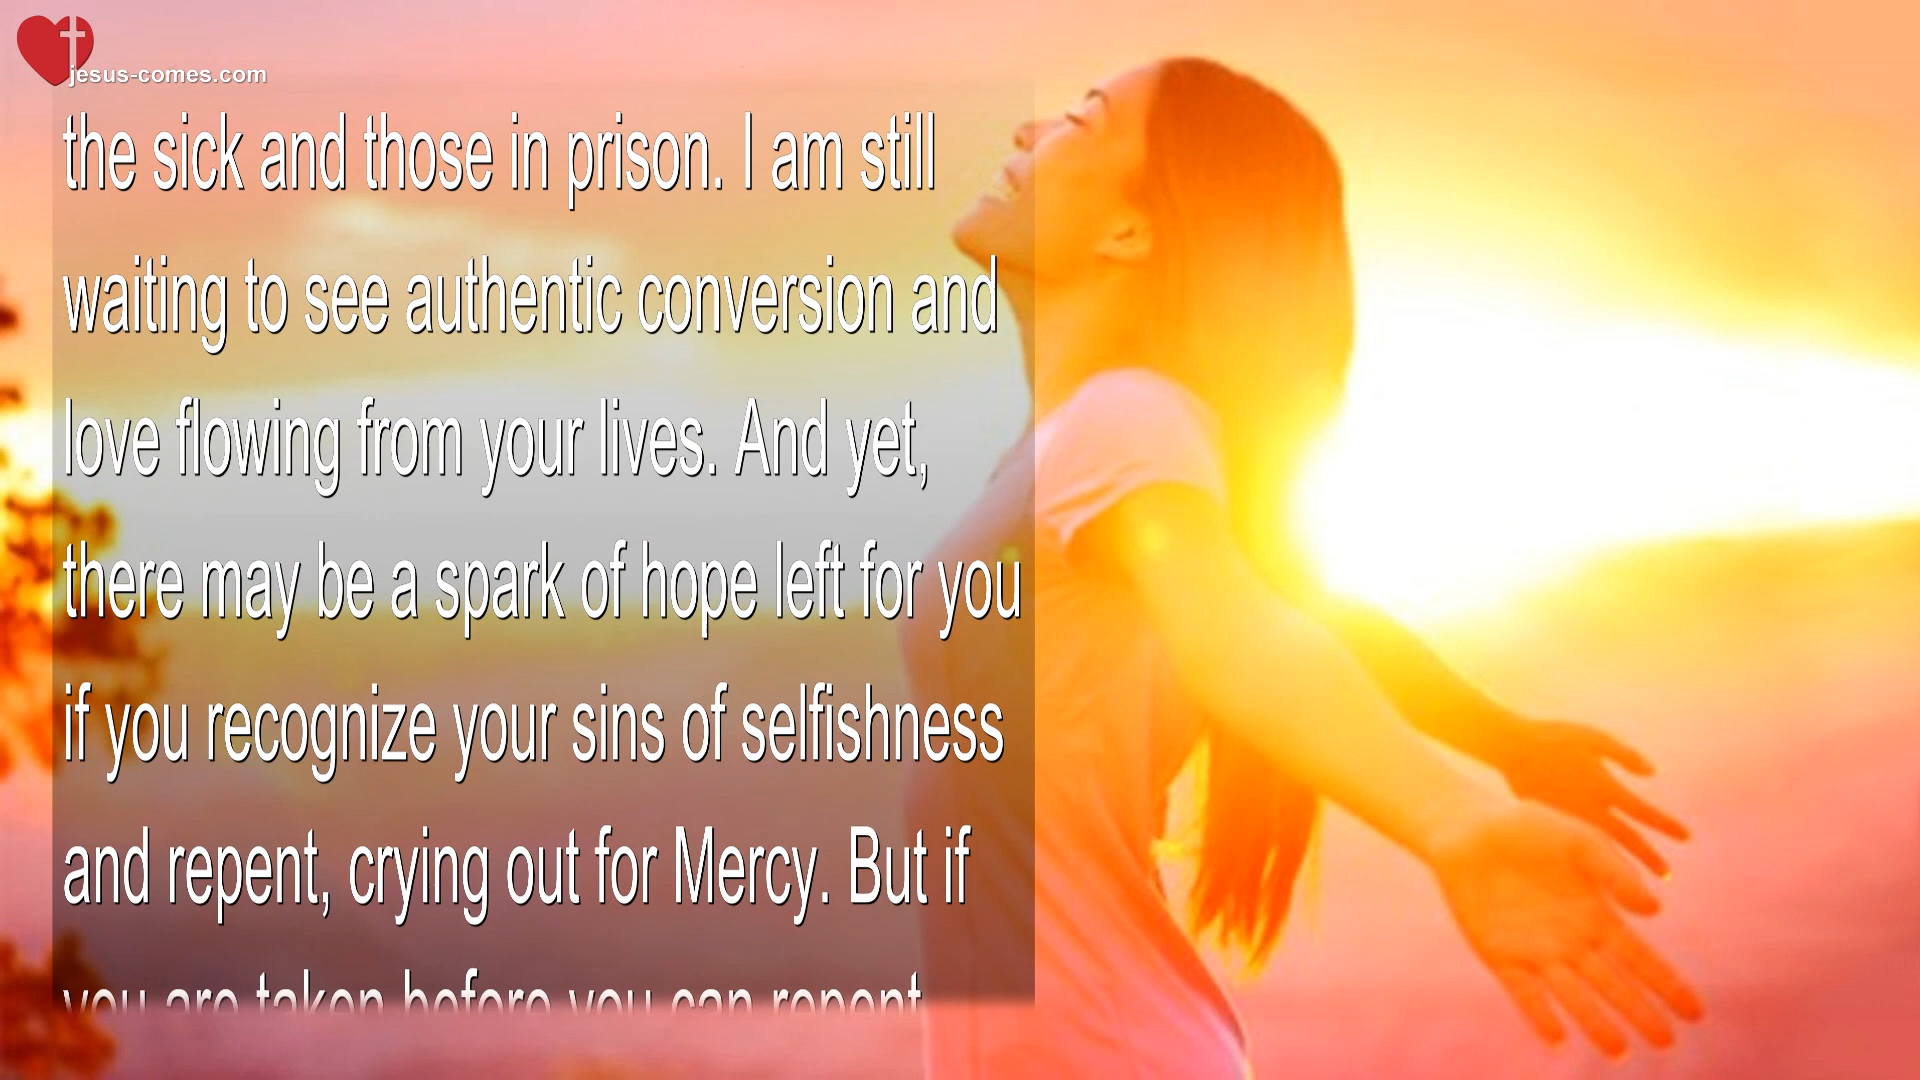 jesus-comes.com
the sick and those in prison. I am still
waiting to see authentic conversion and
love flowing from your lives. And yet,
there may be a spark of hope left for you
if you recognize your sins of selfishness
and repent, crying out for Mercy. But if
you are taken before you can repent